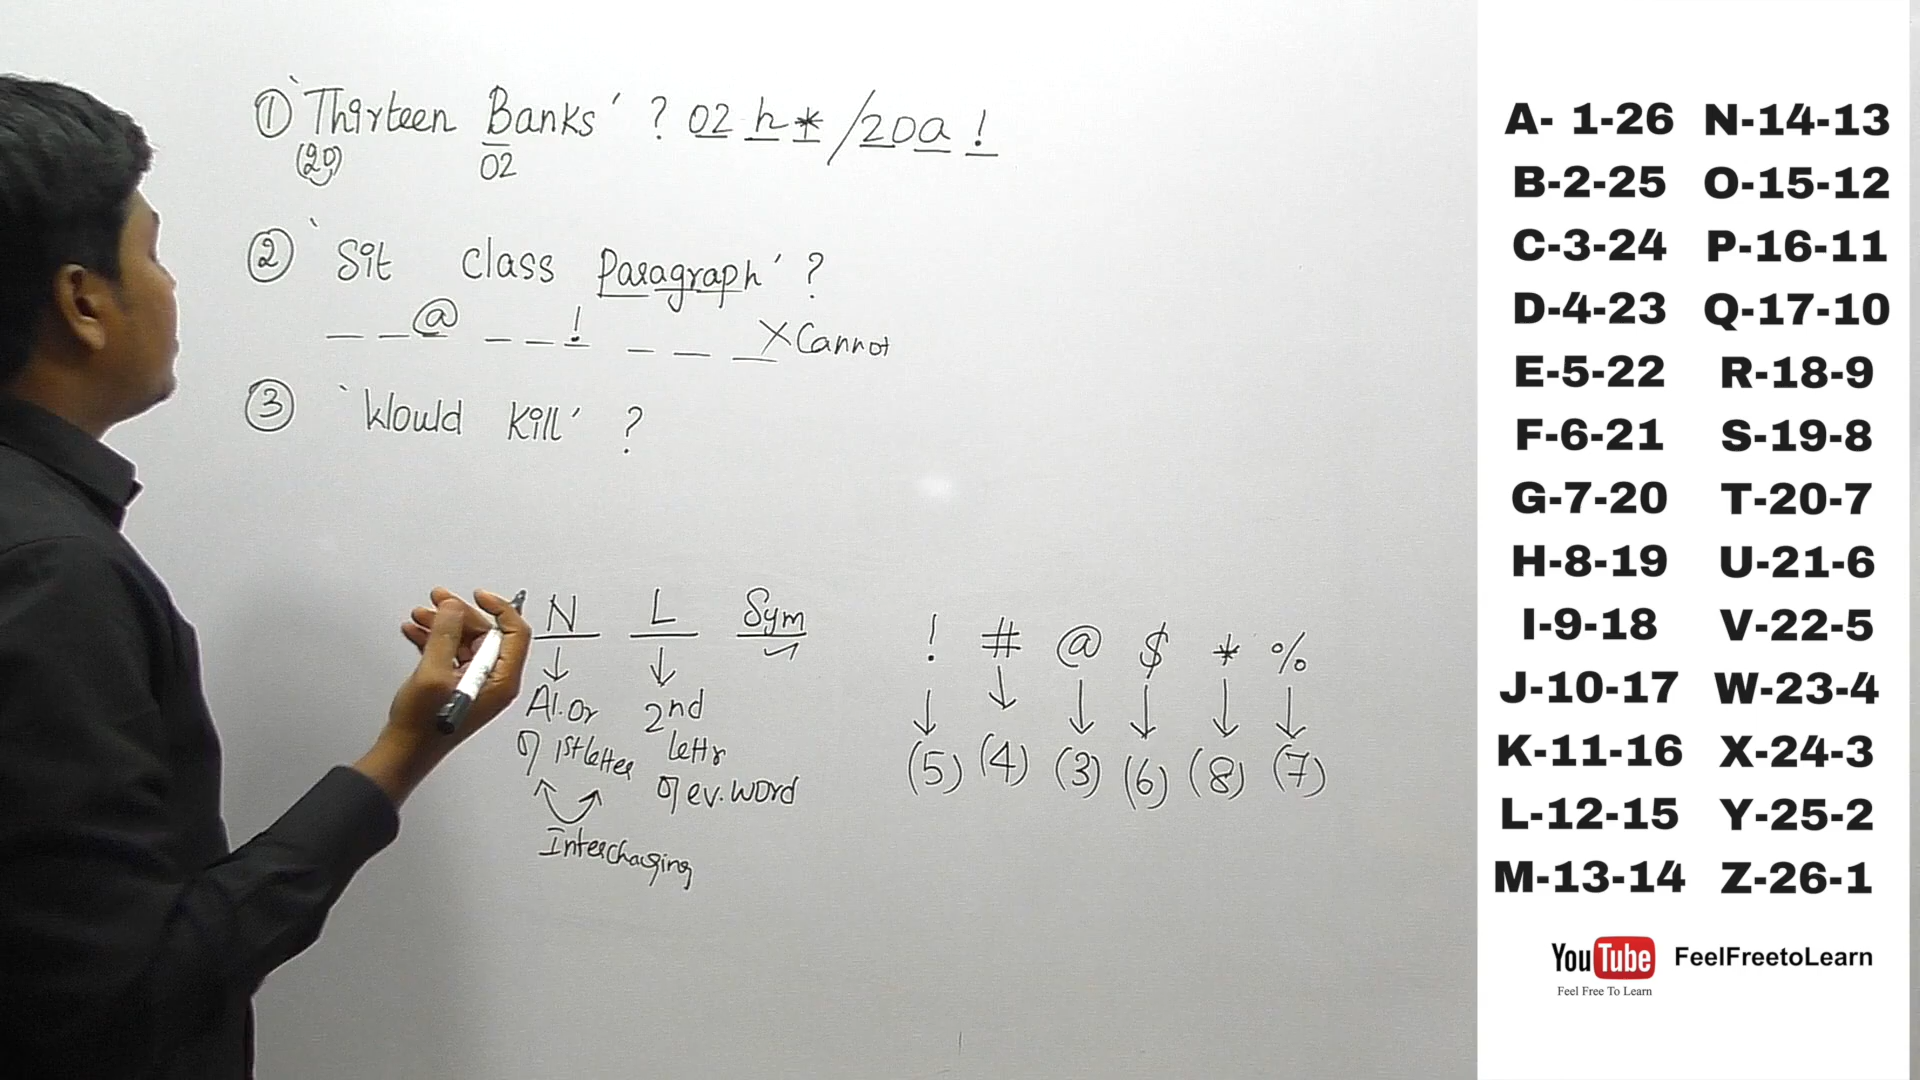 ① 'Thirteen Banks' ? 02 h * / 20 a !
(20) 02
② 'Sit class Paragraph' ?
_ _ @ _ _ ! _ _ _ X Cannot
③ 'Would kill' ?
N L Sym
Al. Or 2nd
of 1st letter lettr
of ev. word
Interchanging
! # @ $ * %
(5) (4) (3) (6) (8) (7)
A- 1-26 N-14-13
B-2-25 O-15-12
C-3-24 P-16-11
D-4-23 Q-17-10
E-5-22 R-18-9
F-6-21 S-19-8
G-7-20 T-20-7
H-8-19 U-21-6
I-9-18 V-22-5
J-10-17 W-23-4
K-11-16 X-24-3
L-12-15 Y-25-2
M-13-14 Z-26-1
YouTube FeelFreetoLearn
Feel Free To Learn